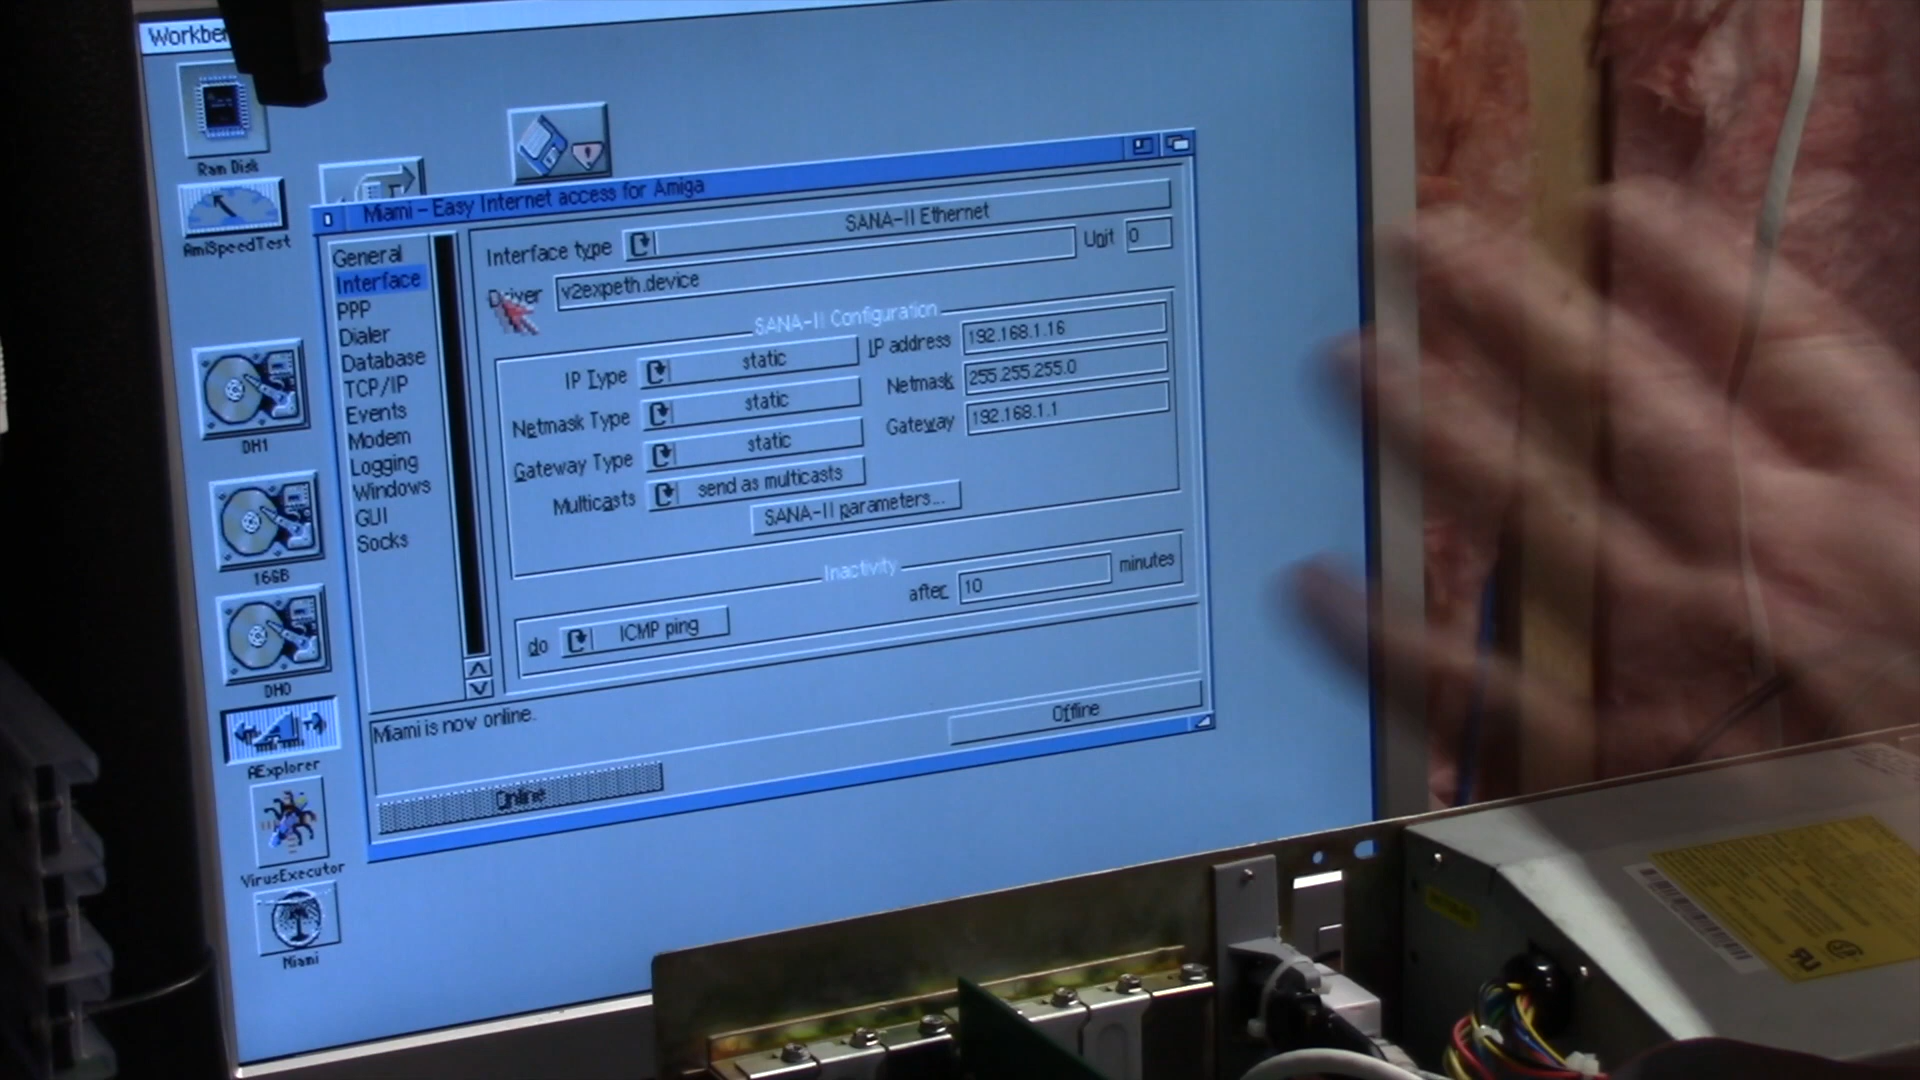 Workben
Ram Disk
AmiSpeedTest
DH1
16GB
DH0
AExplorer
VirusExecutor
Miami
Miami - Easy Internet access for Amiga
General
Interface
PPP
Dialer
Database
TCP/IP
Events
Modem
Logging
Windows
GUI
Socks
Interface type SANA-II Ethernet
Driver v2expeth.device Unit 0
SANA-II Configuration
IP Type static IP address 192.168.1.16
Netmask Type static Netmask 255.255.255.0
Gateway Type static Gateway 192.168.1.1
Multicasts send as multicasts
SANA-II parameters...
Inactivity
do ICMP ping after 10 minutes
Miami is now online.
Online Offline